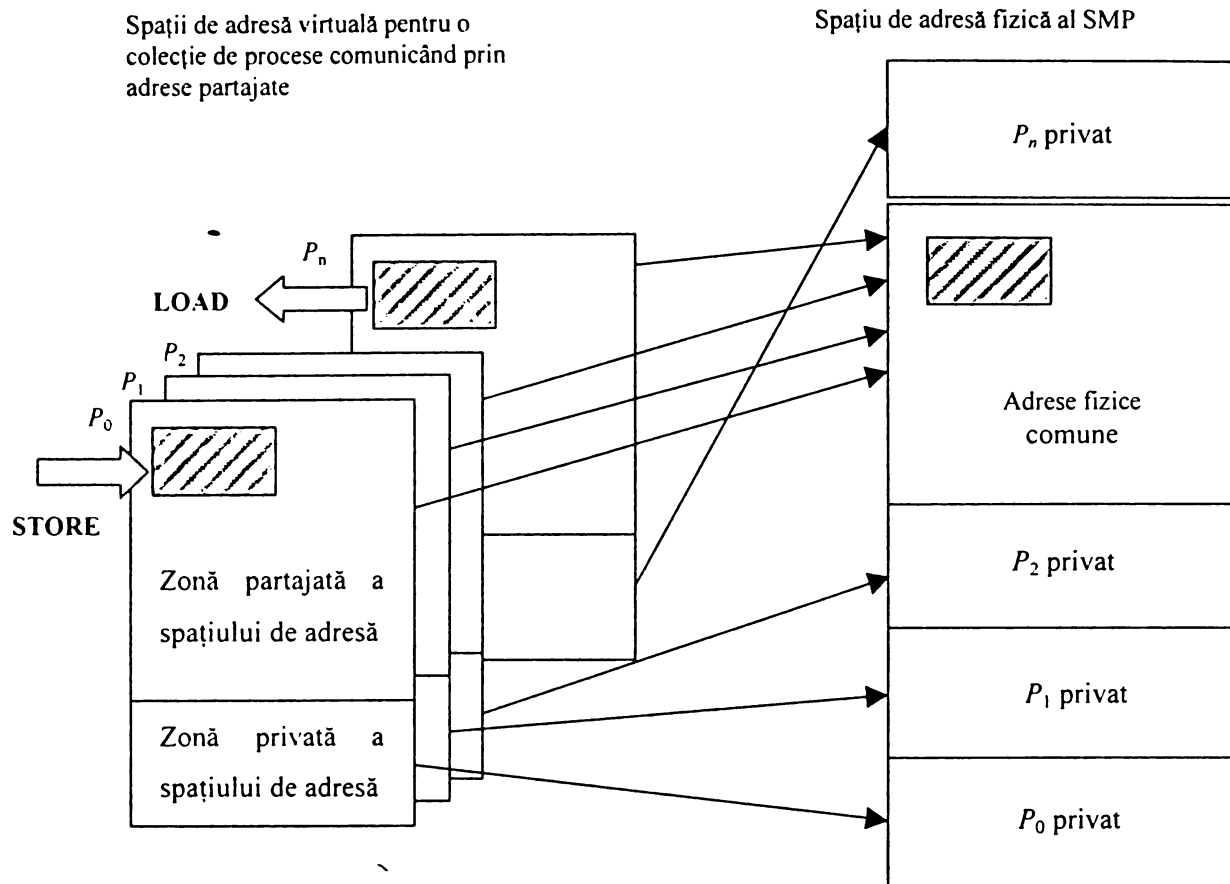 Spații de adresă virtuală pentru o
colecție de procese comunicând prin
adrese partajate
Spațiu de adresă fizică al SMP
Pn privat
Pn
LOAD
P2
P1
P0
STORE
Adrese fizice
comune
Zonă partajată a
spațiului de adresă
P2 privat
Zonă privată a
spațiului de adresă
P1 privat
P0 privat